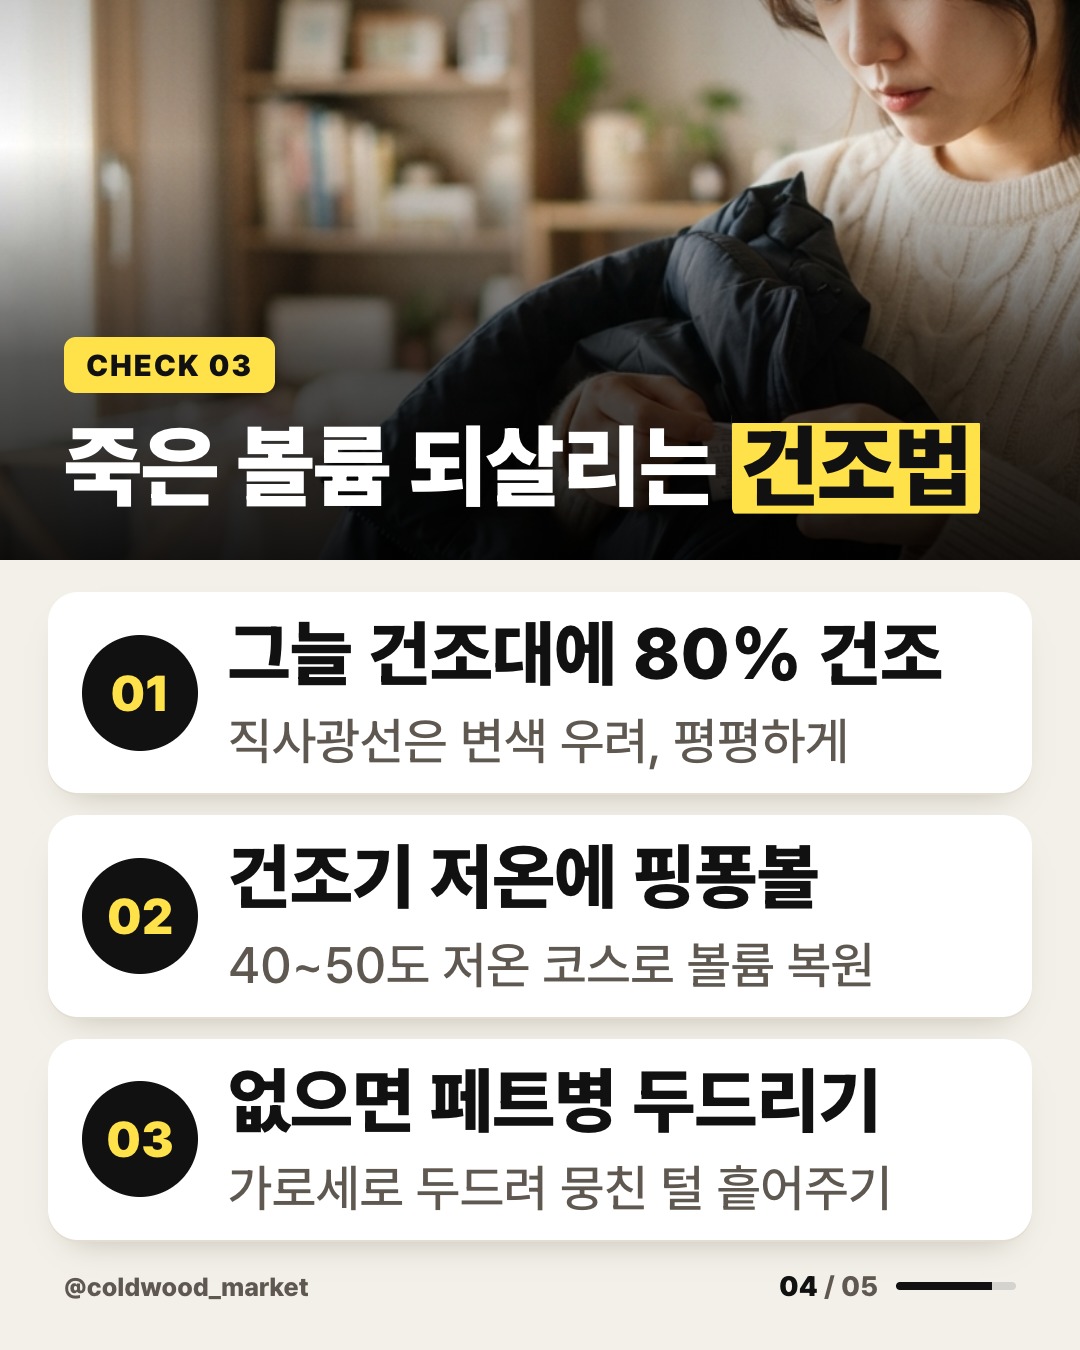 CHECK 03
죽은 볼륨 되살리는 건조법
01
그늘 건조대에 80% 건조
직사광선은 변색 우려, 평평하게
02
건조기 저온에 핑퐁볼
40~50도 저온 코스로 볼륨 복원
03
없으면 페트병 두드리기
가로세로 두드려 뭉친 털 흩어주기
@coldwood_market
04 / 05